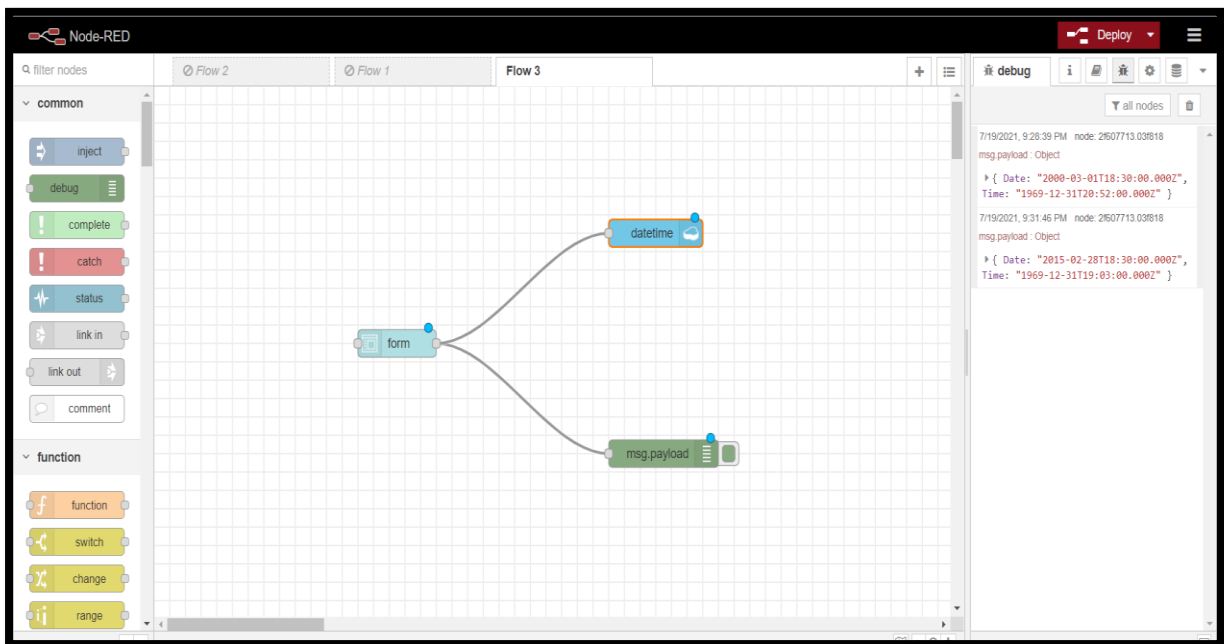 Node-RED
Deploy
filter nodes
Flow 2
Flow 1
Flow 3
debug
i
common
all nodes
inject
debug
complete
catch
status
link in
link out
comment
function
function
switch
change
range
datetime
form
msg.payload
7/19/2021, 9:28:39 PM node: 2f607713.03f818
msg.payload : Object
{ Date: "2000-03-01T18:30:00.000Z",
Time: "1969-12-31T20:52:00.000Z" }
7/19/2021, 9:31:46 PM node: 2f607713.03f818
msg.payload : Object
{ Date: "2015-02-28T18:30:00.000Z",
Time: "1969-12-31T19:03:00.000Z" }